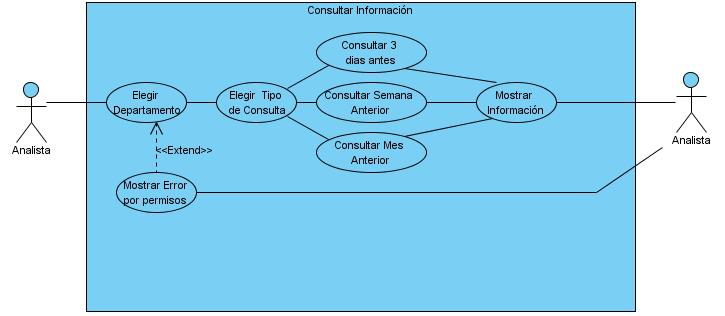 Consultar Información
Consultar 3
dias antes
Elegir
Departamento
Elegir Tipo
de Consulta
Consultar Semana
Anterior
Mostrar
Información
Analista
Analista
Consultar Mes
Anterior
<<Extend>>
Mostrar Error
por permisos